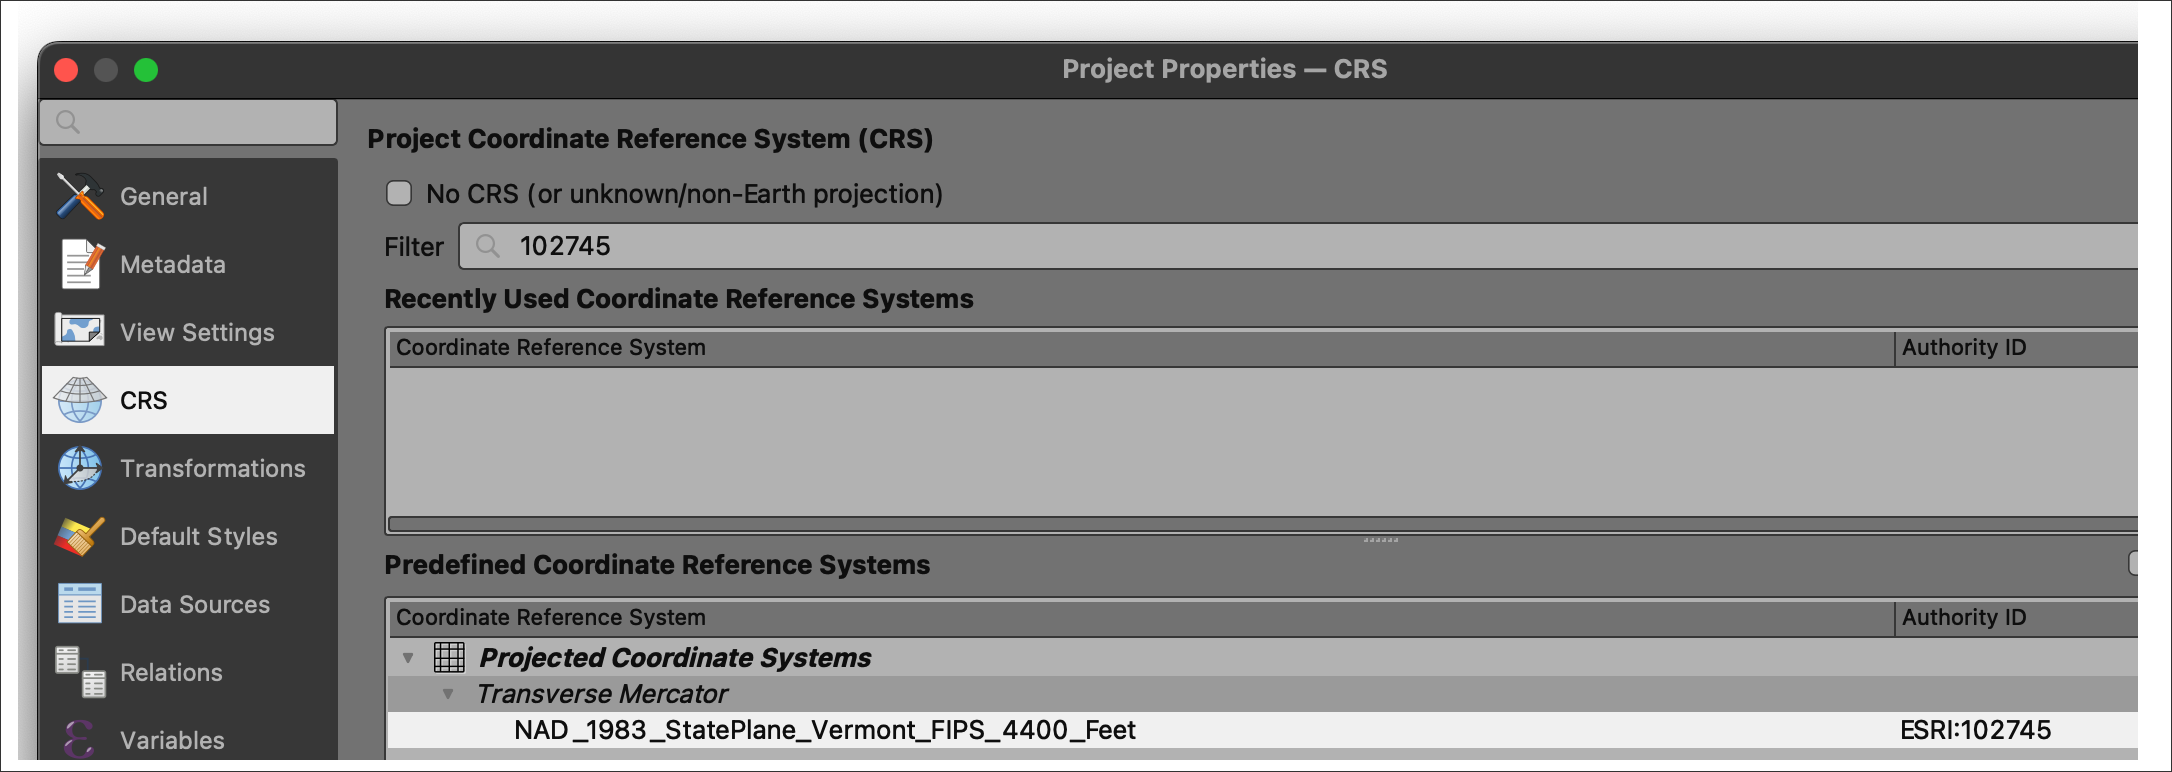 Project Properties — CRS
General
Metadata
View Settings
CRS
Transformations
Default Styles
Data Sources
Relations
Variables
Project Coordinate Reference System (CRS)
No CRS (or unknown/non-Earth projection)
Filter 102745
Recently Used Coordinate Reference Systems
Coordinate Reference System Authority ID
Predefined Coordinate Reference Systems
Coordinate Reference System Authority ID
Projected Coordinate Systems
Transverse Mercator
NAD_1983_StatePlane_Vermont_FIPS_4400_Feet ESRI:102745